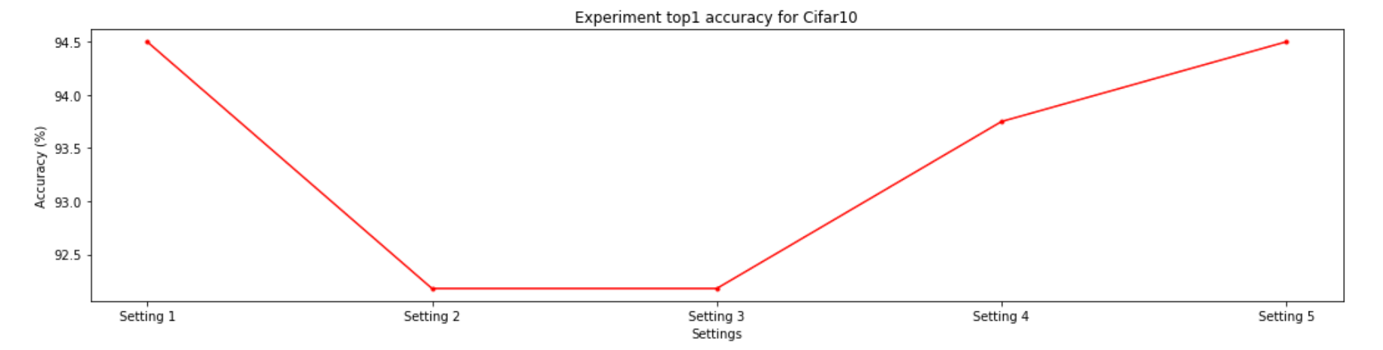 Experiment top1 accuracy for Cifar10
Accuracy (%)
94.5
94.0
93.5
93.0
92.5
Setting 1 Setting 2 Setting 3 Setting 4 Setting 5
Settings